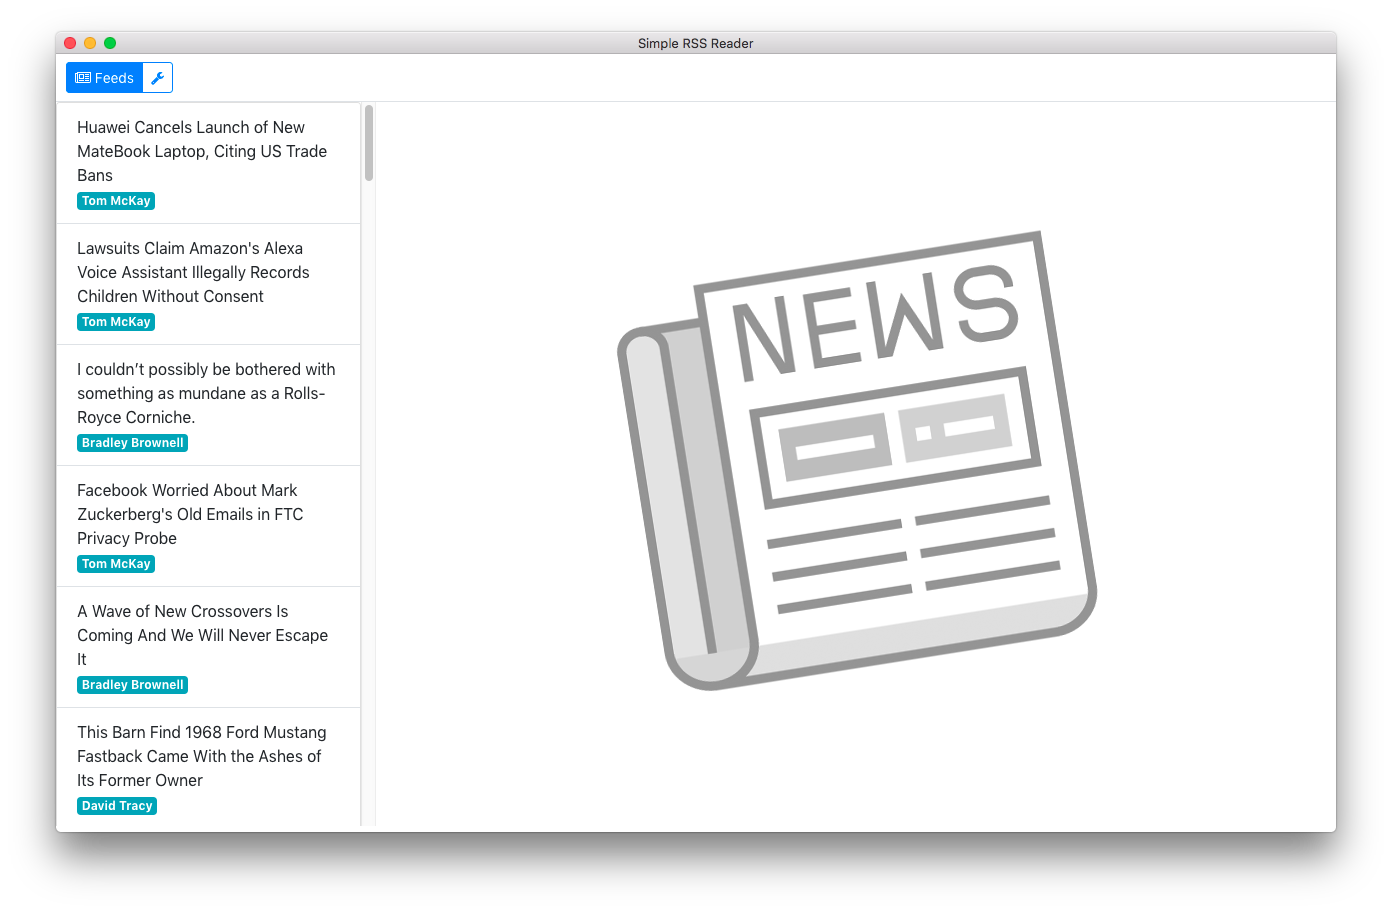 Simple RSS Reader
Feeds
Huawei Cancels Launch of New
MateBook Laptop, Citing US Trade
Bans
Tom McKay
Lawsuits Claim Amazon's Alexa
Voice Assistant Illegally Records
Children Without Consent
Tom McKay
I couldn’t possibly be bothered with
something as mundane as a Rolls-
Royce Corniche.
Bradley Brownell
Facebook Worried About Mark
Zuckerberg's Old Emails in FTC
Privacy Probe
Tom McKay
A Wave of New Crossovers Is
Coming And We Will Never Escape
It
Bradley Brownell
This Barn Find 1968 Ford Mustang
Fastback Came With the Ashes of
Its Former Owner
David Tracy
NEWS